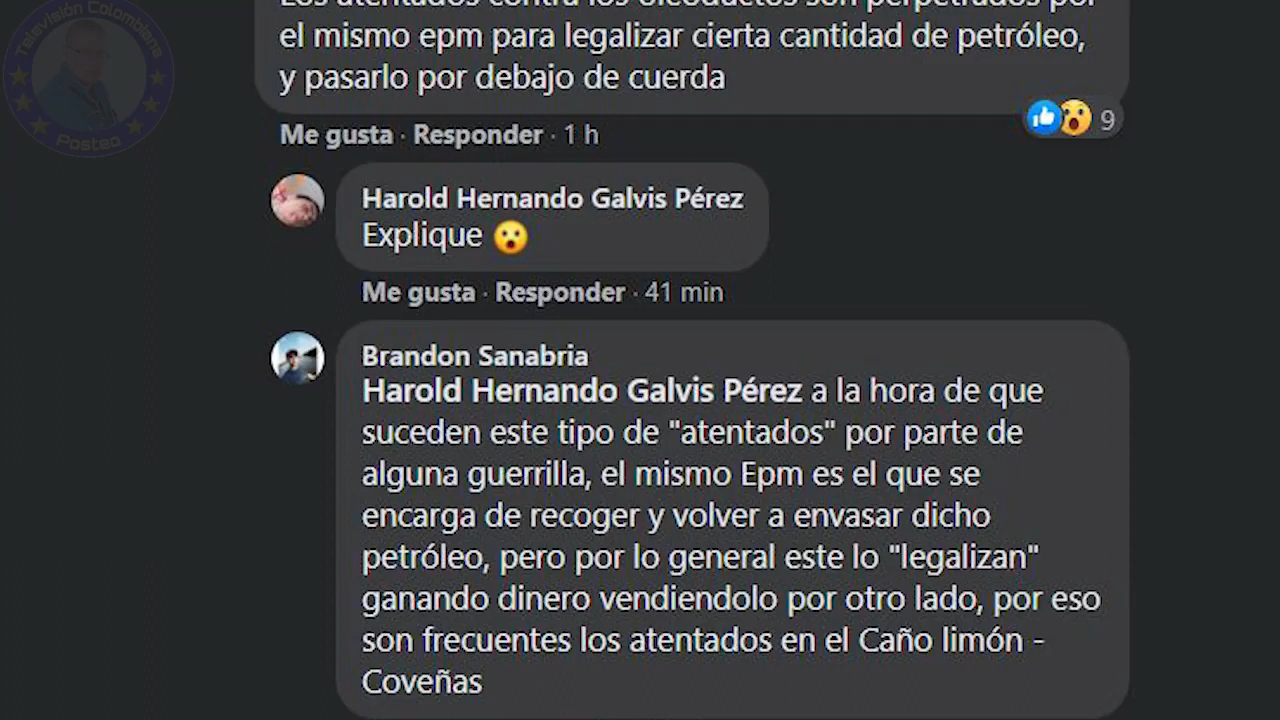 Televisión Colombiana
Posteo
Los atentados contra los oleoductos son perpetrados por
el mismo epm para legalizar cierta cantidad de petróleo,
y pasarlo por debajo de cuerda
Me gusta · Responder · 1 h
9
Harold Hernando Galvis Pérez
Explique 😮
Me gusta · Responder · 41 min
Brandon Sanabria
Harold Hernando Galvis Pérez a la hora de que
suceden este tipo de "atentados" por parte de
alguna guerrilla, el mismo Epm es el que se
encarga de recoger y volver a envasar dicho
petróleo, pero por lo general este lo "legalizan"
ganando dinero vendiendolo por otro lado, por eso
son frecuentes los atentados en el Caño limón -
Coveñas